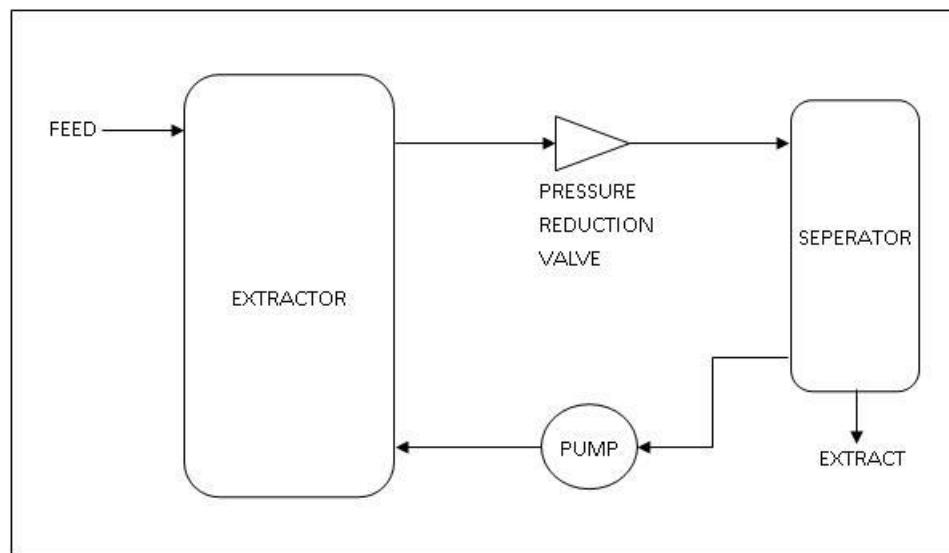 FEED
PRESSURE
REDUCTION
VALVE
SEPERATOR
EXTRACTOR
PUMP
EXTRACT